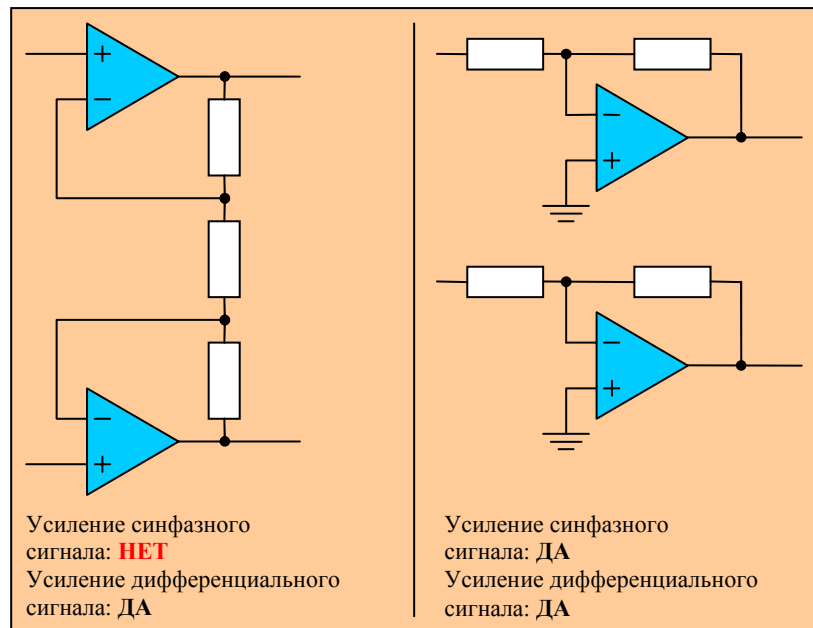 Усиление синфазного
сигнала: НЕТ
Усиление дифференциального
сигнала: ДА
Усиление синфазного
сигнала: ДА
Усиление дифференциального
сигнала: ДА